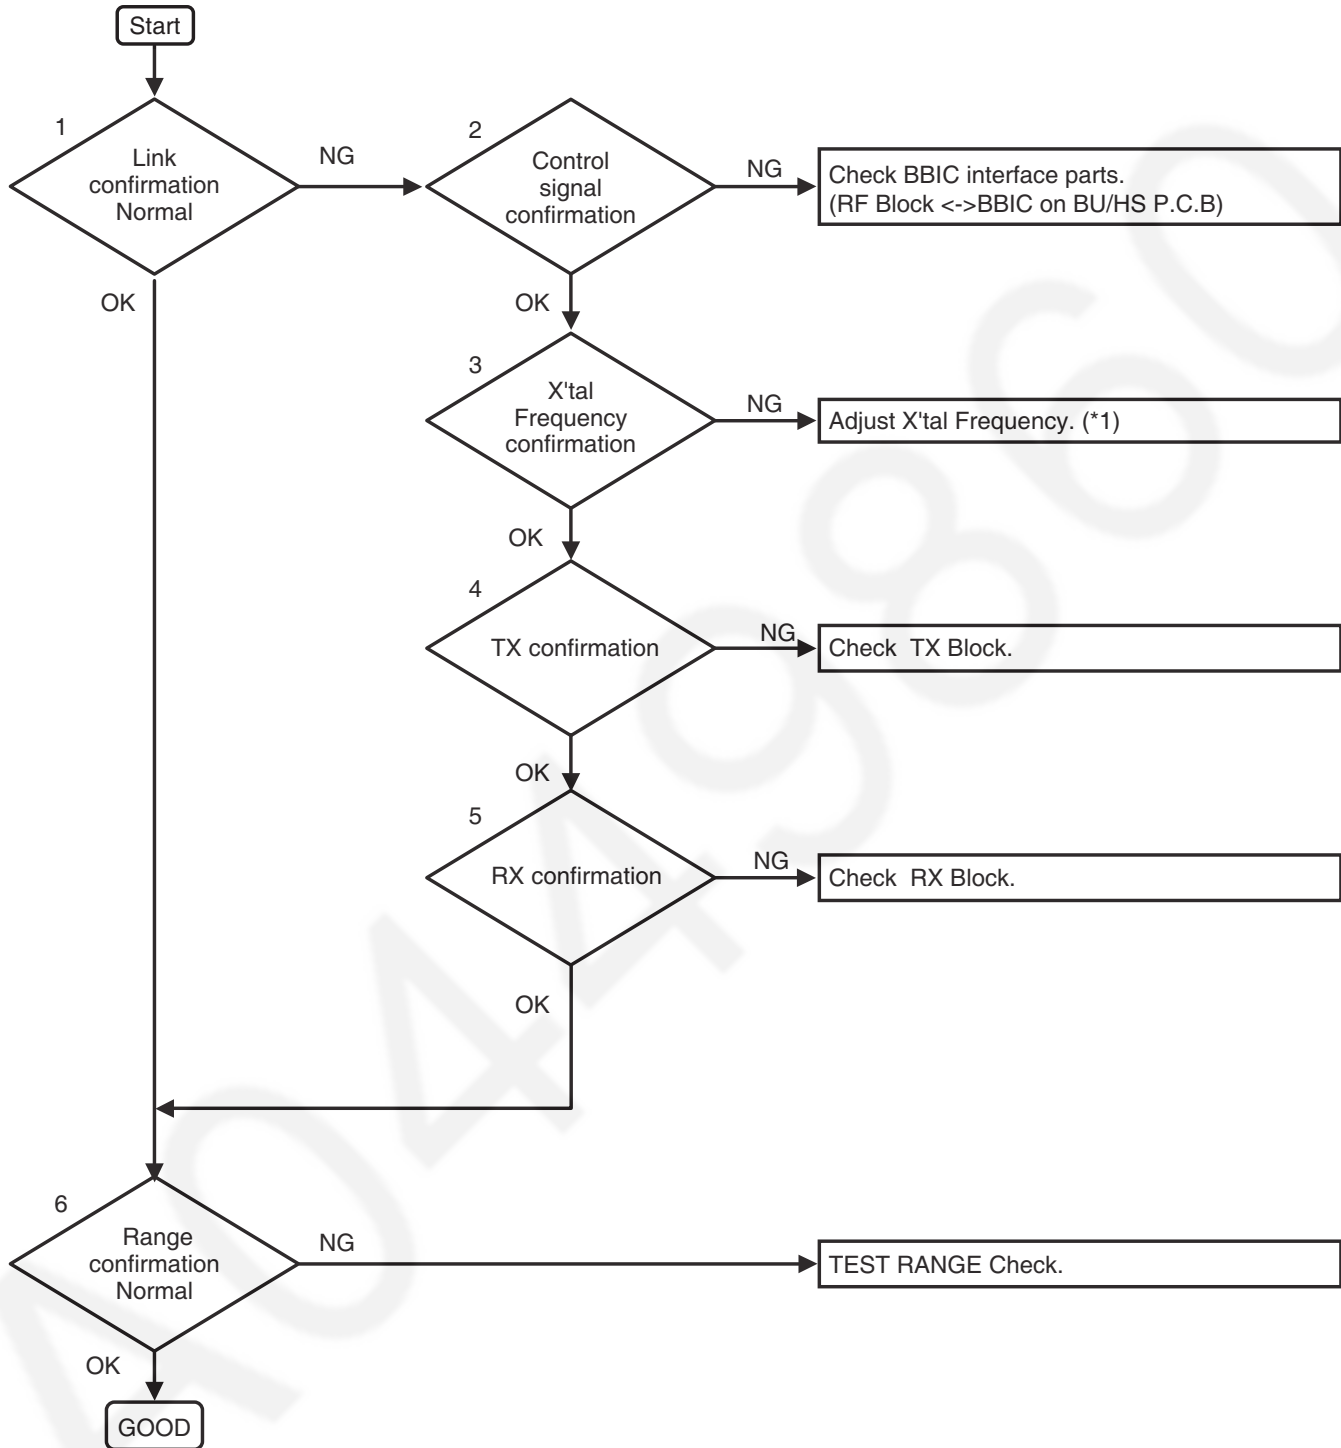 Start
1
Link
confirmation
Normal
NG
OK
2
Control
signal
confirmation
NG
Check BBIC interface parts.
(RF Block <->BBIC on BU/HS P.C.B)
OK
3
X'tal
Frequency
confirmation
NG
Adjust X'tal Frequency. (*1)
OK
4
TX confirmation
NG
Check TX Block.
OK
5
RX confirmation
NG
Check RX Block.
OK
6
Range
confirmation
Normal
NG
TEST RANGE Check.
OK
GOOD
A0449860